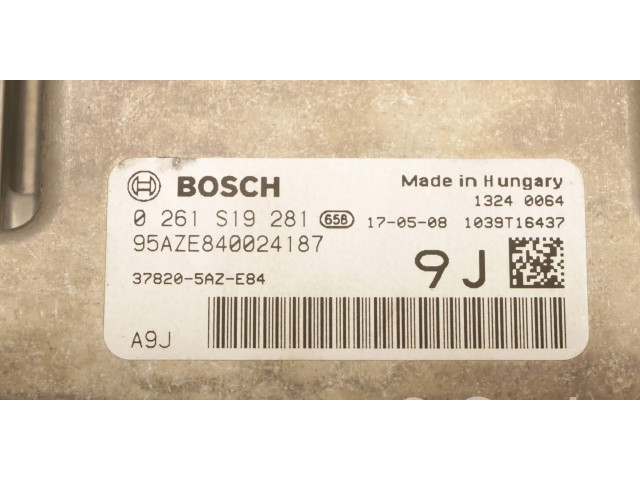 BOSCH
Made in Hungary
1324 0064
0 261 S19 281 65B 17-05-08 1039T16437
95AZE840024187
9J
37820-5AZ-E84
A9J